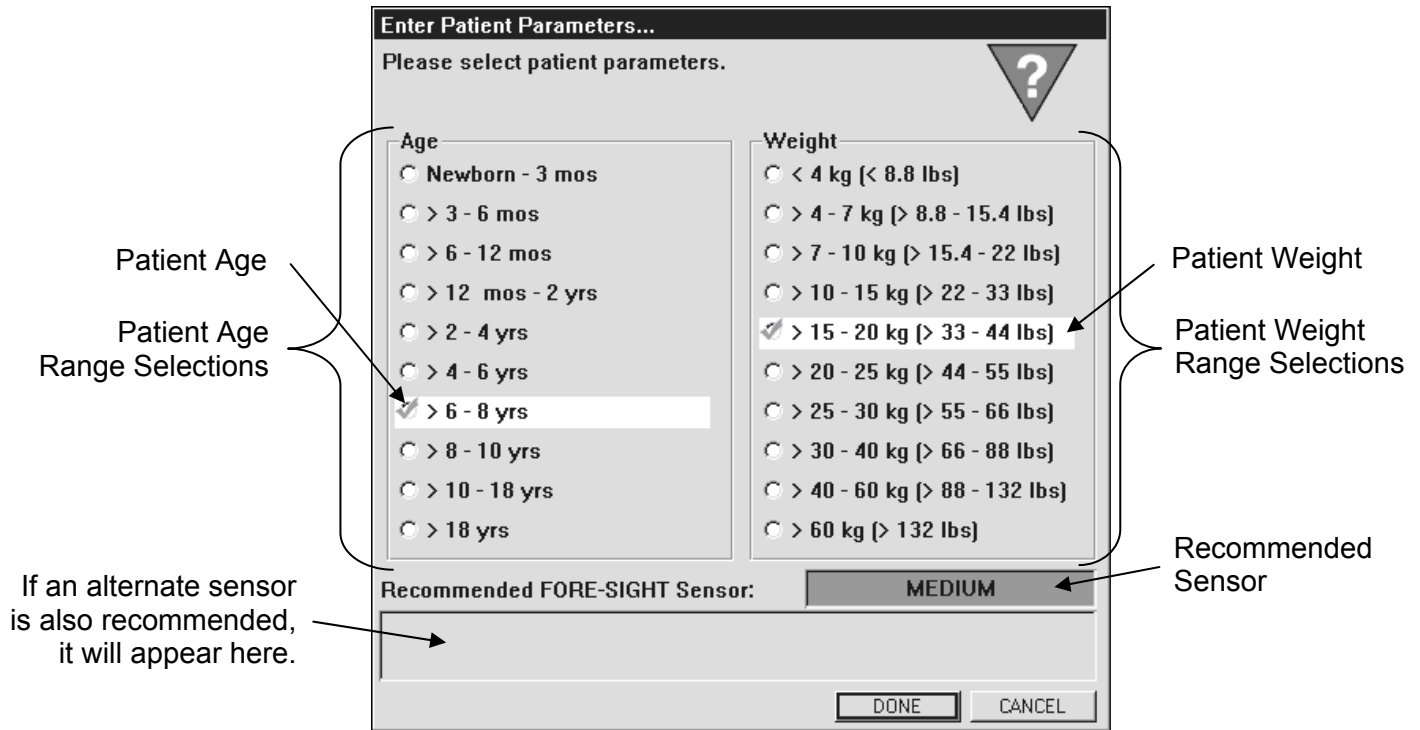 Enter Patient Parameters...
Please select patient parameters.
?
Age
Newborn - 3 mos
> 3 - 6 mos
> 6 - 12 mos
> 12 mos - 2 yrs
> 2 - 4 yrs
> 4 - 6 yrs
> 6 - 8 yrs
> 8 - 10 yrs
> 10 - 18 yrs
> 18 yrs
Weight
< 4 kg (< 8.8 lbs)
> 4 - 7 kg (> 8.8 - 15.4 lbs)
> 7 - 10 kg (> 15.4 - 22 lbs)
> 10 - 15 kg (> 22 - 33 lbs)
> 15 - 20 kg (> 33 - 44 lbs)
> 20 - 25 kg (> 44 - 55 lbs)
> 25 - 30 kg (> 55 - 66 lbs)
> 30 - 40 kg (> 66 - 88 lbs)
> 40 - 60 kg (> 88 - 132 lbs)
> 60 kg (> 132 lbs)
Recommended FORE-SIGHT Sensor:
MEDIUM
DONE
CANCEL
Patient Age
Patient Age
Range Selections
If an alternate sensor
is also recommended,
it will appear here.
Patient Weight
Patient Weight
Range Selections
Recommended
Sensor